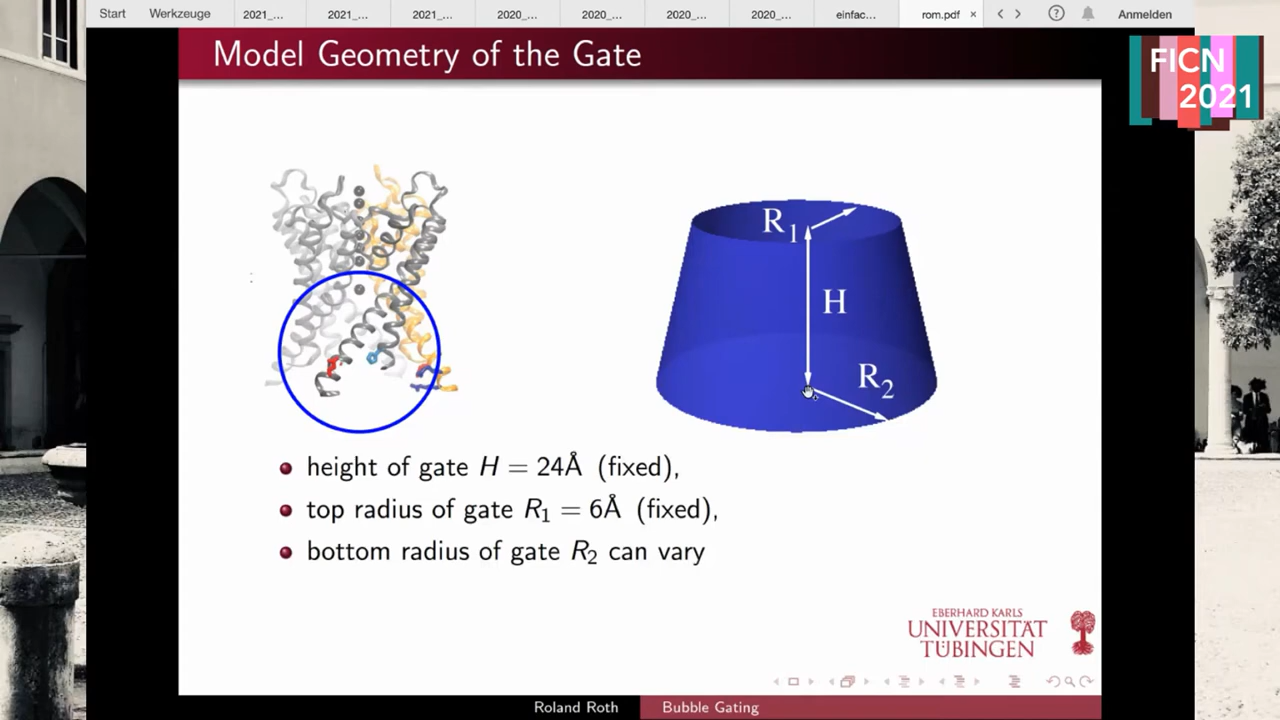 Start Werkzeuge 2021_... 2021_... 2021_... 2020_... 2020_... 2020_... 2020_... einfac... rom.pdf × ? Anmelden
FICN
2021
Model Geometry of the Gate
R1
H
R2
height of gate H = 24Å (fixed),
top radius of gate R1 = 6Å (fixed),
bottom radius of gate R2 can vary
EBERHARD KARLS
UNIVERSITÄT
TÜBINGEN
Roland Roth Bubble Gating